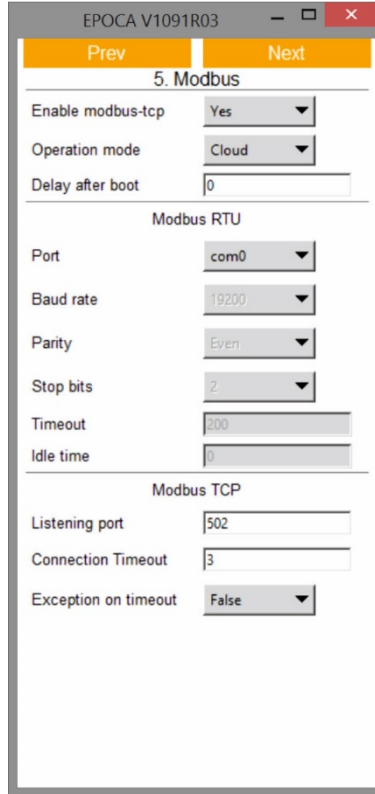 EPOCA V1091R03
Prev Next
5. Modbus
Enable modbus-tcp Yes
Operation mode Cloud
Delay after boot 0
Modbus RTU
Port com0
Baud rate 19200
Parity Even
Stop bits 2
Timeout 200
Idle time 0
Modbus TCP
Listening port 502
Connection Timeout 3
Exception on timeout False